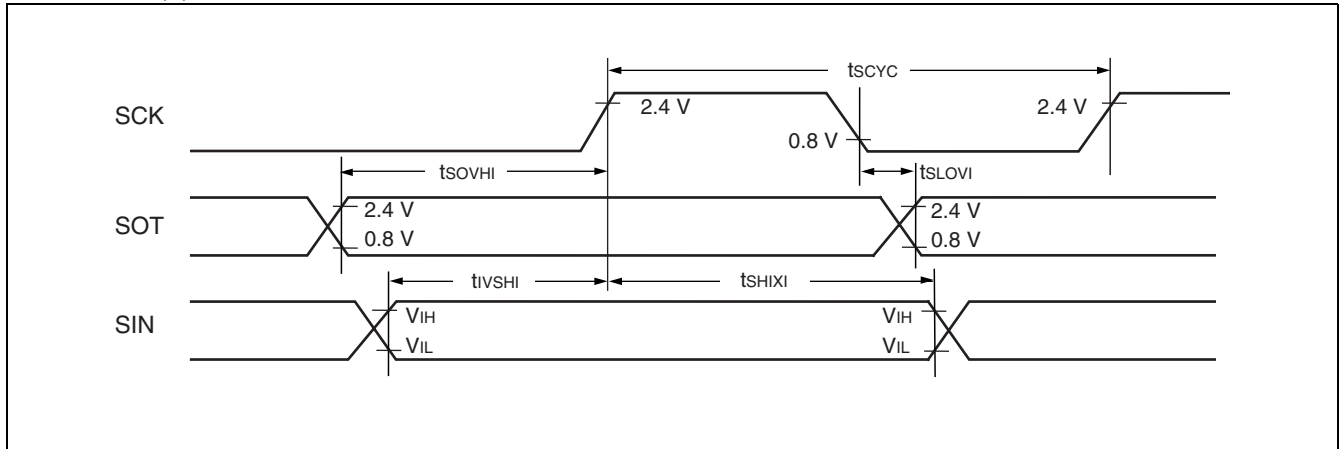 tSCYC
SCK
2.4 V
0.8 V
2.4 V
tSOVHI
tSLOVI
SOT
2.4 V
0.8 V
2.4 V
0.8 V
tIVSHI
tSHIXI
SIN
VIH
VIL
VIH
VIL